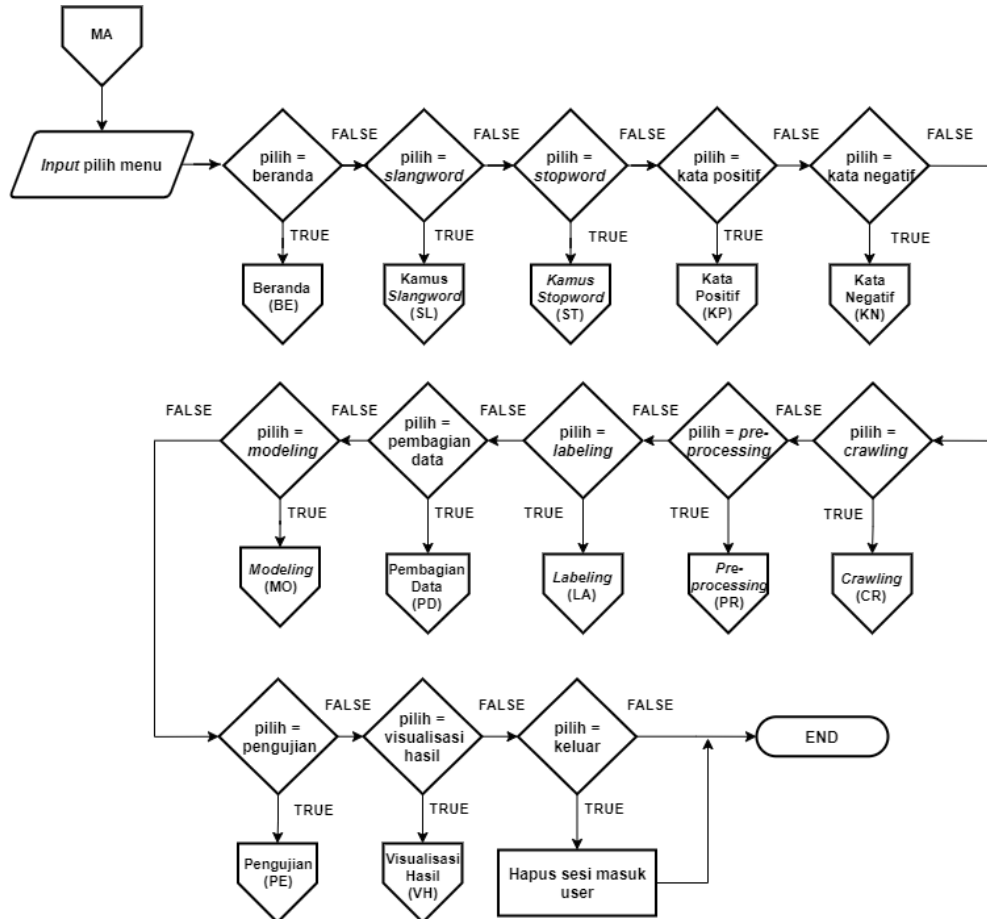 MA
Input pilih menu
pilih =
beranda
FALSE
pilih =
slangword
FALSE
pilih =
stopword
FALSE
pilih =
kata positif
FALSE
pilih =
kata negatif
FALSE
TRUE
TRUE
TRUE
TRUE
TRUE
Beranda
(BE)
Kamus
Slangword
(SL)
Kamus
Stopword
(ST)
Kata
Positif
(KP)
Kata
Negatif
(KN)
FALSE
pilih =
modeling
FALSE
pilih =
pembagian
data
FALSE
pilih =
labeling
FALSE
pilih = pre-
processing
FALSE
pilih =
crawling
TRUE
TRUE
TRUE
TRUE
TRUE
Modeling
(MO)
Pembagian
Data
(PD)
Labeling
(LA)
Pre-
processing
(PR)
Crawling
(CR)
pilih =
pengujian
FALSE
pilih =
visualisasi
hasil
FALSE
pilih =
keluar
FALSE
END
TRUE
TRUE
TRUE
Pengujian
(PE)
Visualisasi
Hasil
(VH)
Hapus sesi masuk
user